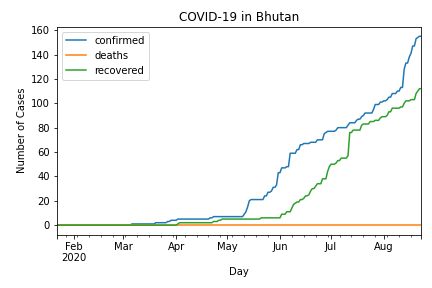 COVID-19 in Bhutan
confirmed
deaths
recovered
Number of Cases
160
140
120
100
80
60
40
20
0
Feb Mar Apr May Jun Jul Aug
2020
Day